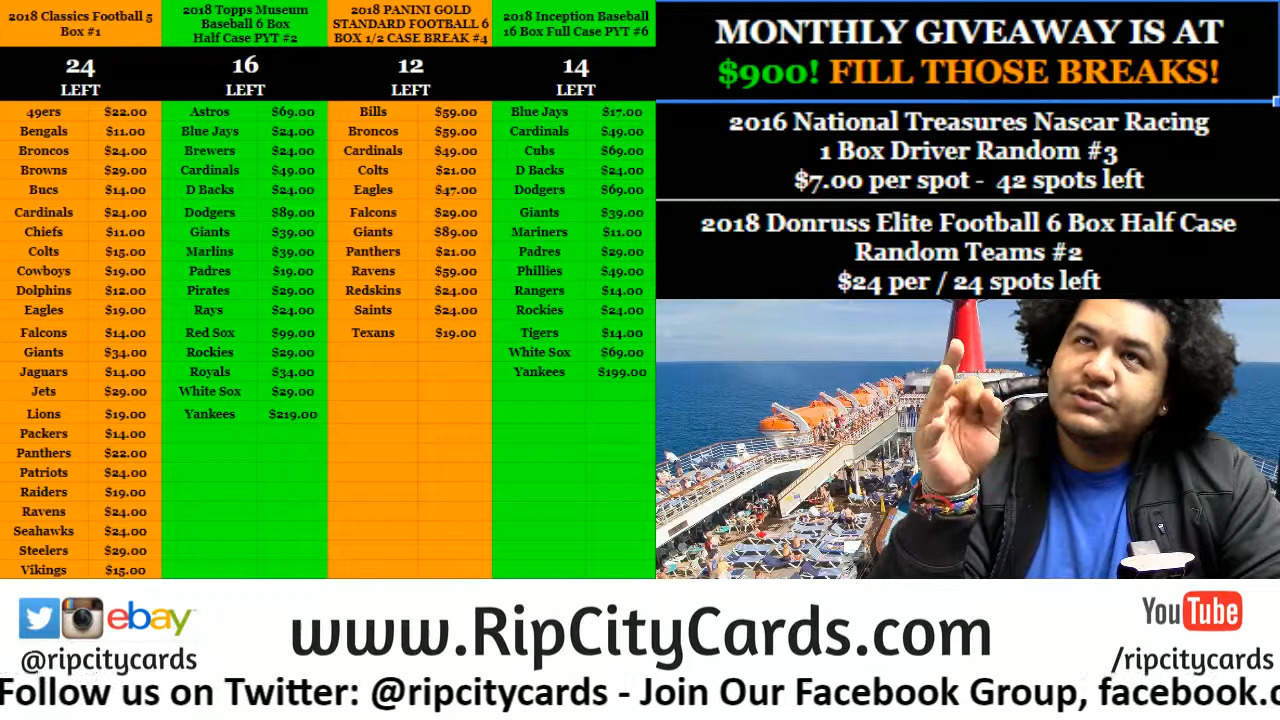 2018 Classics Football 5
Box #1
24
LEFT
49ers $22.00
Bengals $11.00
Broncos $24.00
Browns $29.00
Bucs $14.00
Cardinals $24.00
Chiefs $11.00
Colts $15.00
Cowboys $19.00
Dolphins $12.00
Eagles $19.00
Falcons $14.00
Giants $34.00
Jaguars $14.00
Jets $29.00
Lions $19.00
Packers $14.00
Panthers $22.00
Patriots $24.00
Raiders $19.00
Ravens $24.00
Seahawks $24.00
Steelers $29.00
Vikings $15.00
2018 Topps Museum
Baseball 6 Box
Half Case PYT #2
16
LEFT
Astros $69.00
Blue Jays $24.00
Brewers $24.00
Cardinals $49.00
D Backs $24.00
Dodgers $89.00
Giants $39.00
Marlins $39.00
Padres $19.00
Pirates $29.00
Rays $24.00
Red Sox $99.00
Rockies $29.00
Royals $34.00
White Sox $29.00
Yankees $219.00
2018 PANINI GOLD
STANDARD FOOTBALL 6
BOX 1/2 CASE BREAK #4
12
LEFT
Bills $59.00
Broncos $59.00
Cardinals $49.00
Colts $21.00
Eagles $47.00
Falcons $29.00
Giants $89.00
Panthers $21.00
Ravens $59.00
Redskins $24.00
Saints $24.00
Texans $19.00
2018 Inception Baseball
16 Box Full Case PYT #6
14
LEFT
Blue Jays $17.00
Cardinals $49.00
Cubs $69.00
D Backs $24.00
Dodgers $69.00
Giants $39.00
Mariners $11.00
Padres $29.00
Phillies $49.00
Rangers $14.00
Rockies $24.00
Tigers $14.00
White Sox $69.00
Yankees $199.00
MONTHLY GIVEAWAY IS AT
$900! FILL THOSE BREAKS!
2016 National Treasures Nascar Racing
1 Box Driver Random #3
$7.00 per spot - 42 spots left
2018 Donruss Elite Football 6 Box Half Case
Random Teams #2
$24 per / 24 spots left
ebay
@ripcitycards
www.RipCityCards.com
YouTube
/ripcitycards
Follow us on Twitter: @ripcitycards - Join Our Facebook Group, facebook.c